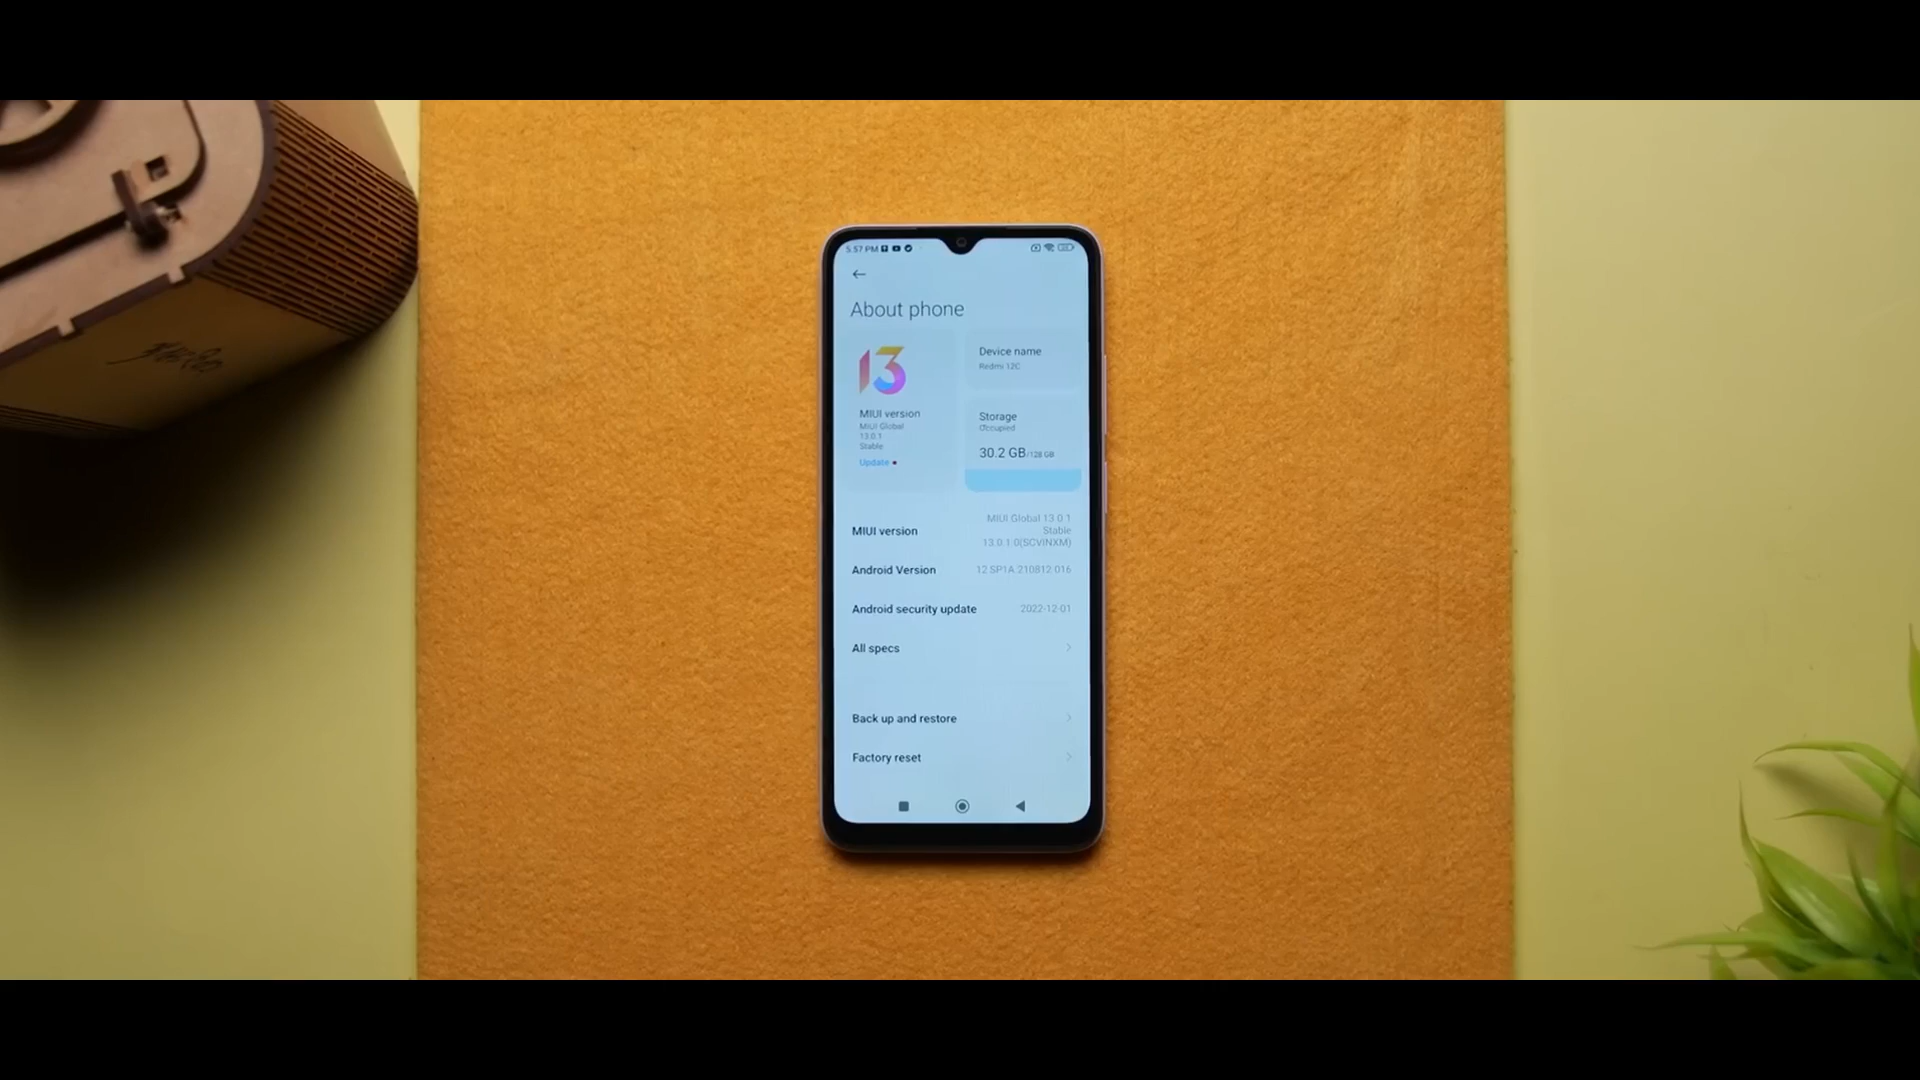 5:57 PM
About phone
13
MIUI version
MIUI Global
13.0.1
Stable
Update
Device name
Redmi 12C
Storage
Occupied
30.2 GB/128 GB
MIUI version
MIUI Global 13.0.1
Stable
13.0.1.0(SCVINXM)
Android Version
12 SP1A.210812.016
Android security update
2022-12-01
All specs
Back up and restore
Factory reset